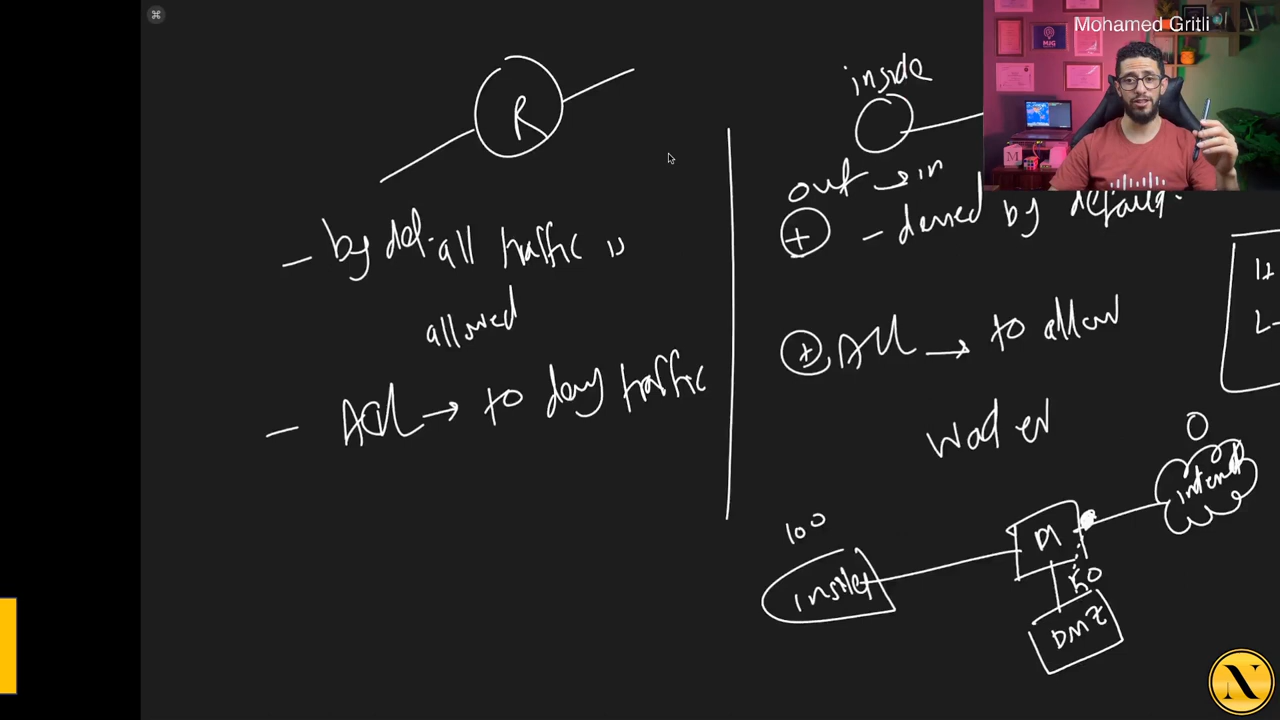 Mohamed Gritli
MJG
M
R
- by def. all traffic is
allowed
- ACL → to deny traffic
inside
out → in
+ - denied by default.
+ ACL → to allow
100
inside
50
DMZ
0
internet
N